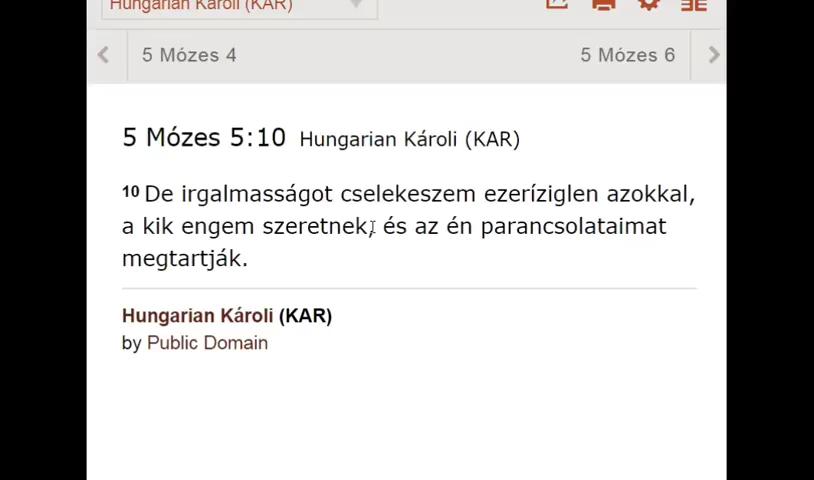 Hungarian Károli (KAR)
5 Mózes 4
5 Mózes 6
5 Mózes 5:10 Hungarian Károli (KAR)
10 De irgalmasságot cselekeszem ezeríziglen azokkal,
a kik engem szeretnek, és az én parancsolataimat
megtartják.
Hungarian Károli (KAR)
by Public Domain